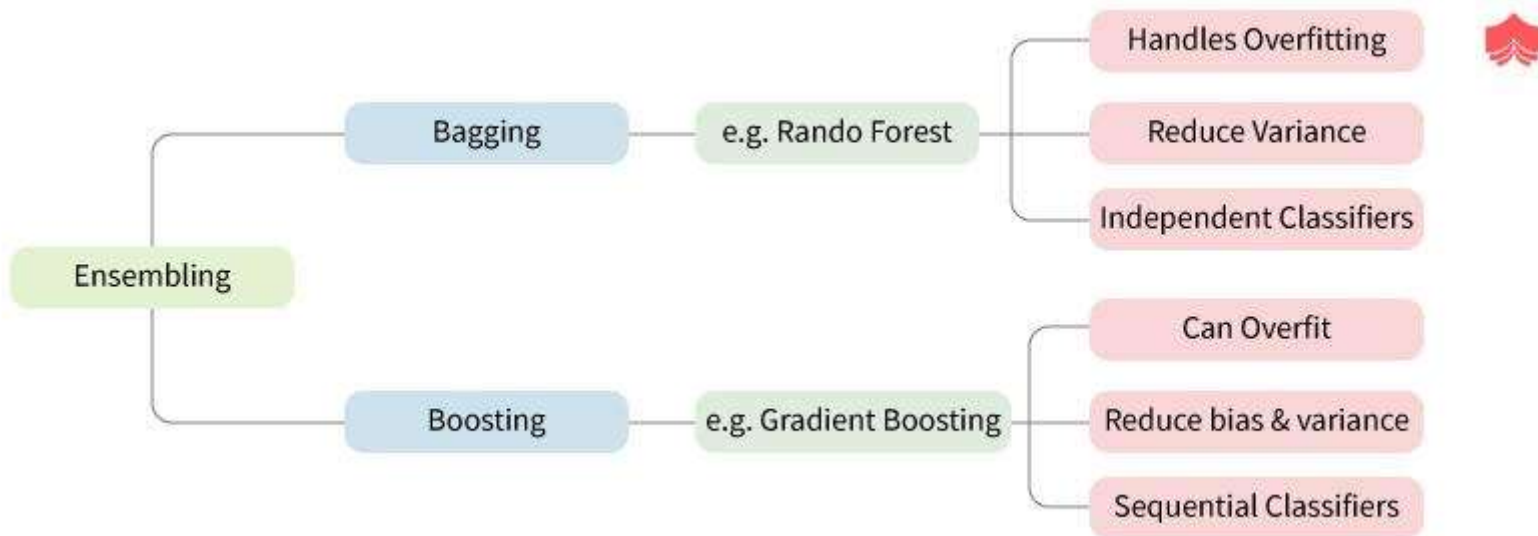 Ensembling
Bagging
e.g. Rando Forest
Handles Overfitting
Reduce Variance
Independent Classifiers
Boosting
e.g. Gradient Boosting
Can Overfit
Reduce bias & variance
Sequential Classifiers